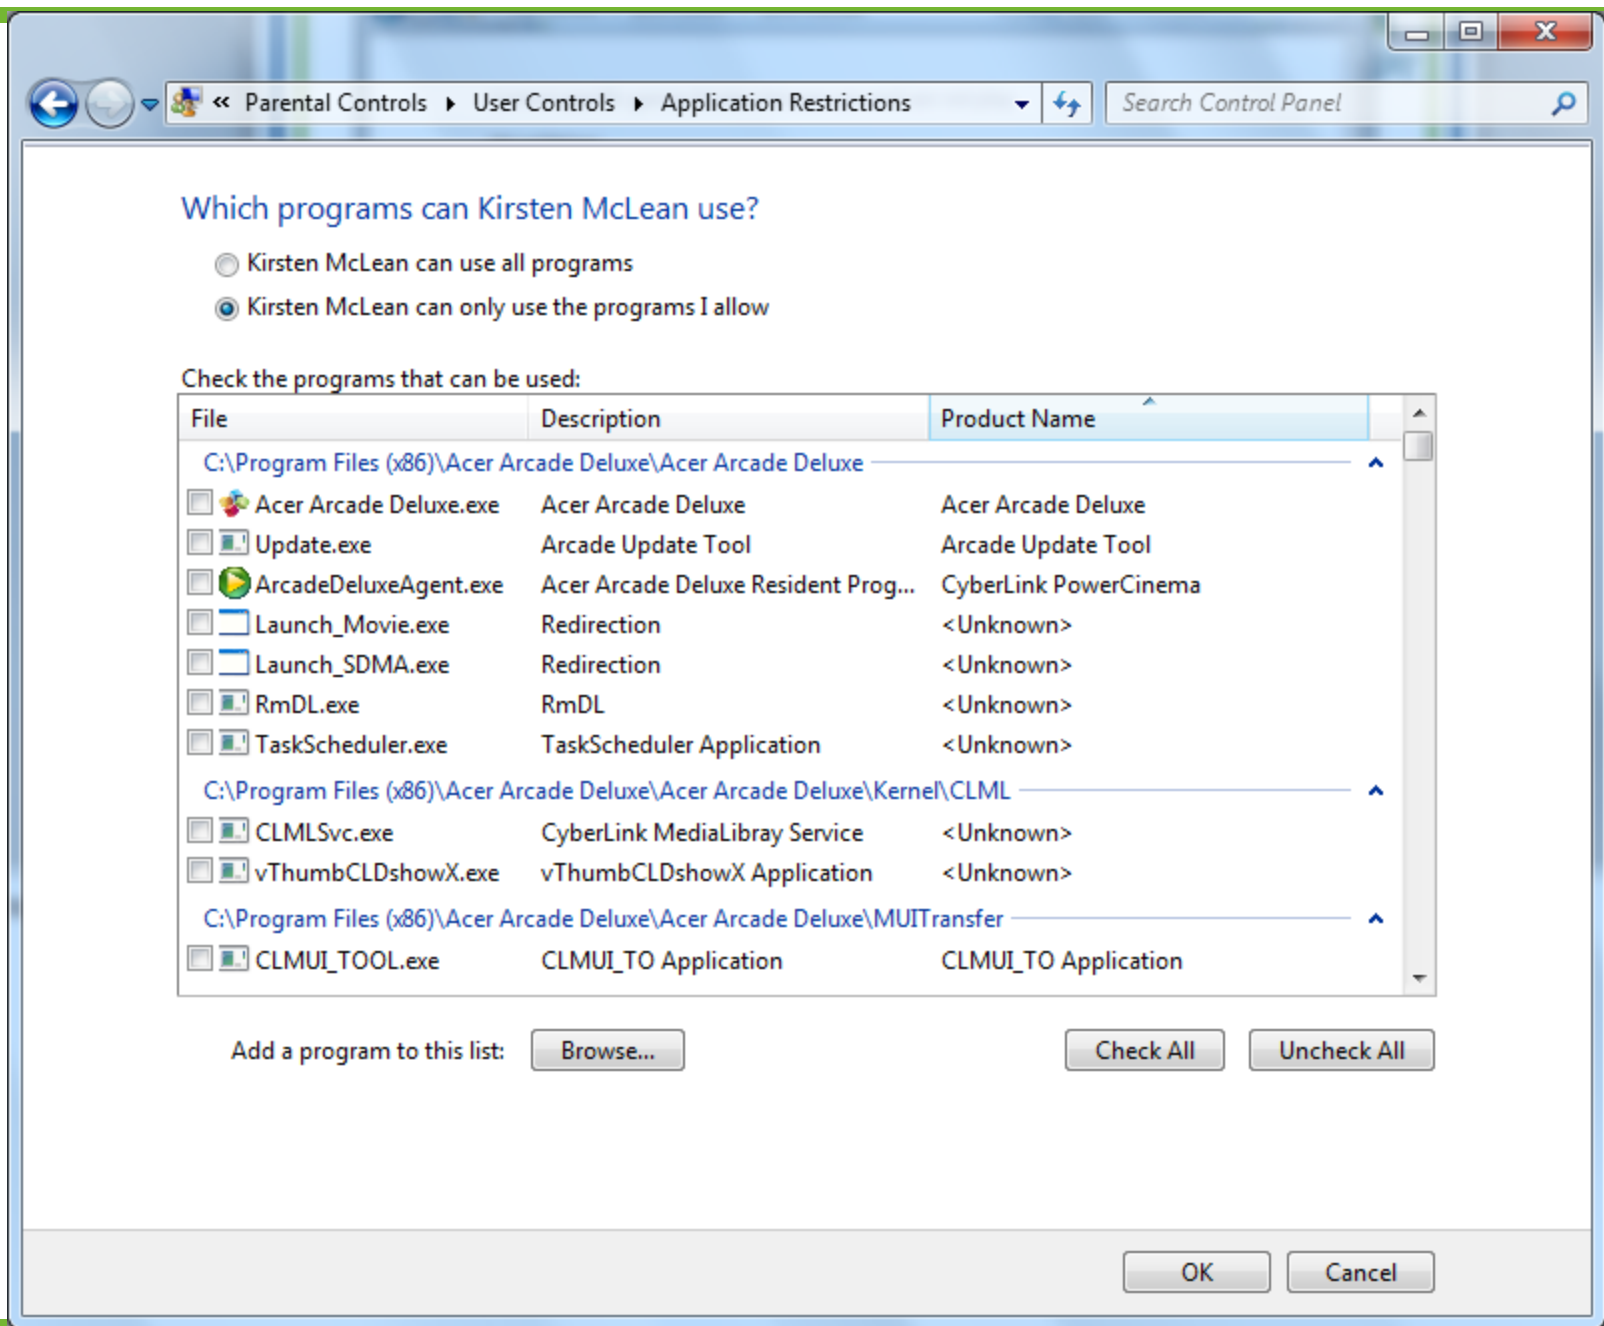 « Parental Controls ▸ User Controls ▸ Application Restrictions
Search Control Panel
Which programs can Kirsten McLean use?
Kirsten McLean can use all programs
Kirsten McLean can only use the programs I allow
Check the programs that can be used:
File Description Product Name
C:\Program Files (x86)\Acer Arcade Deluxe\Acer Arcade Deluxe
Acer Arcade Deluxe.exe Acer Arcade Deluxe Acer Arcade Deluxe
Update.exe Arcade Update Tool Arcade Update Tool
ArcadeDeluxeAgent.exe Acer Arcade Deluxe Resident Prog... CyberLink PowerCinema
Launch_Movie.exe Redirection <Unknown>
Launch_SDMA.exe Redirection <Unknown>
RmDL.exe RmDL <Unknown>
TaskScheduler.exe TaskScheduler Application <Unknown>
C:\Program Files (x86)\Acer Arcade Deluxe\Acer Arcade Deluxe\Kernel\CLML
CLMLSvc.exe CyberLink MediaLibray Service <Unknown>
vThumbCLDshowX.exe vThumbCLDshowX Application <Unknown>
C:\Program Files (x86)\Acer Arcade Deluxe\Acer Arcade Deluxe\MUITransfer
CLMUI_TOOL.exe CLMUI_TO Application CLMUI_TO Application
Add a program to this list: Browse... Check All Uncheck All
OK Cancel